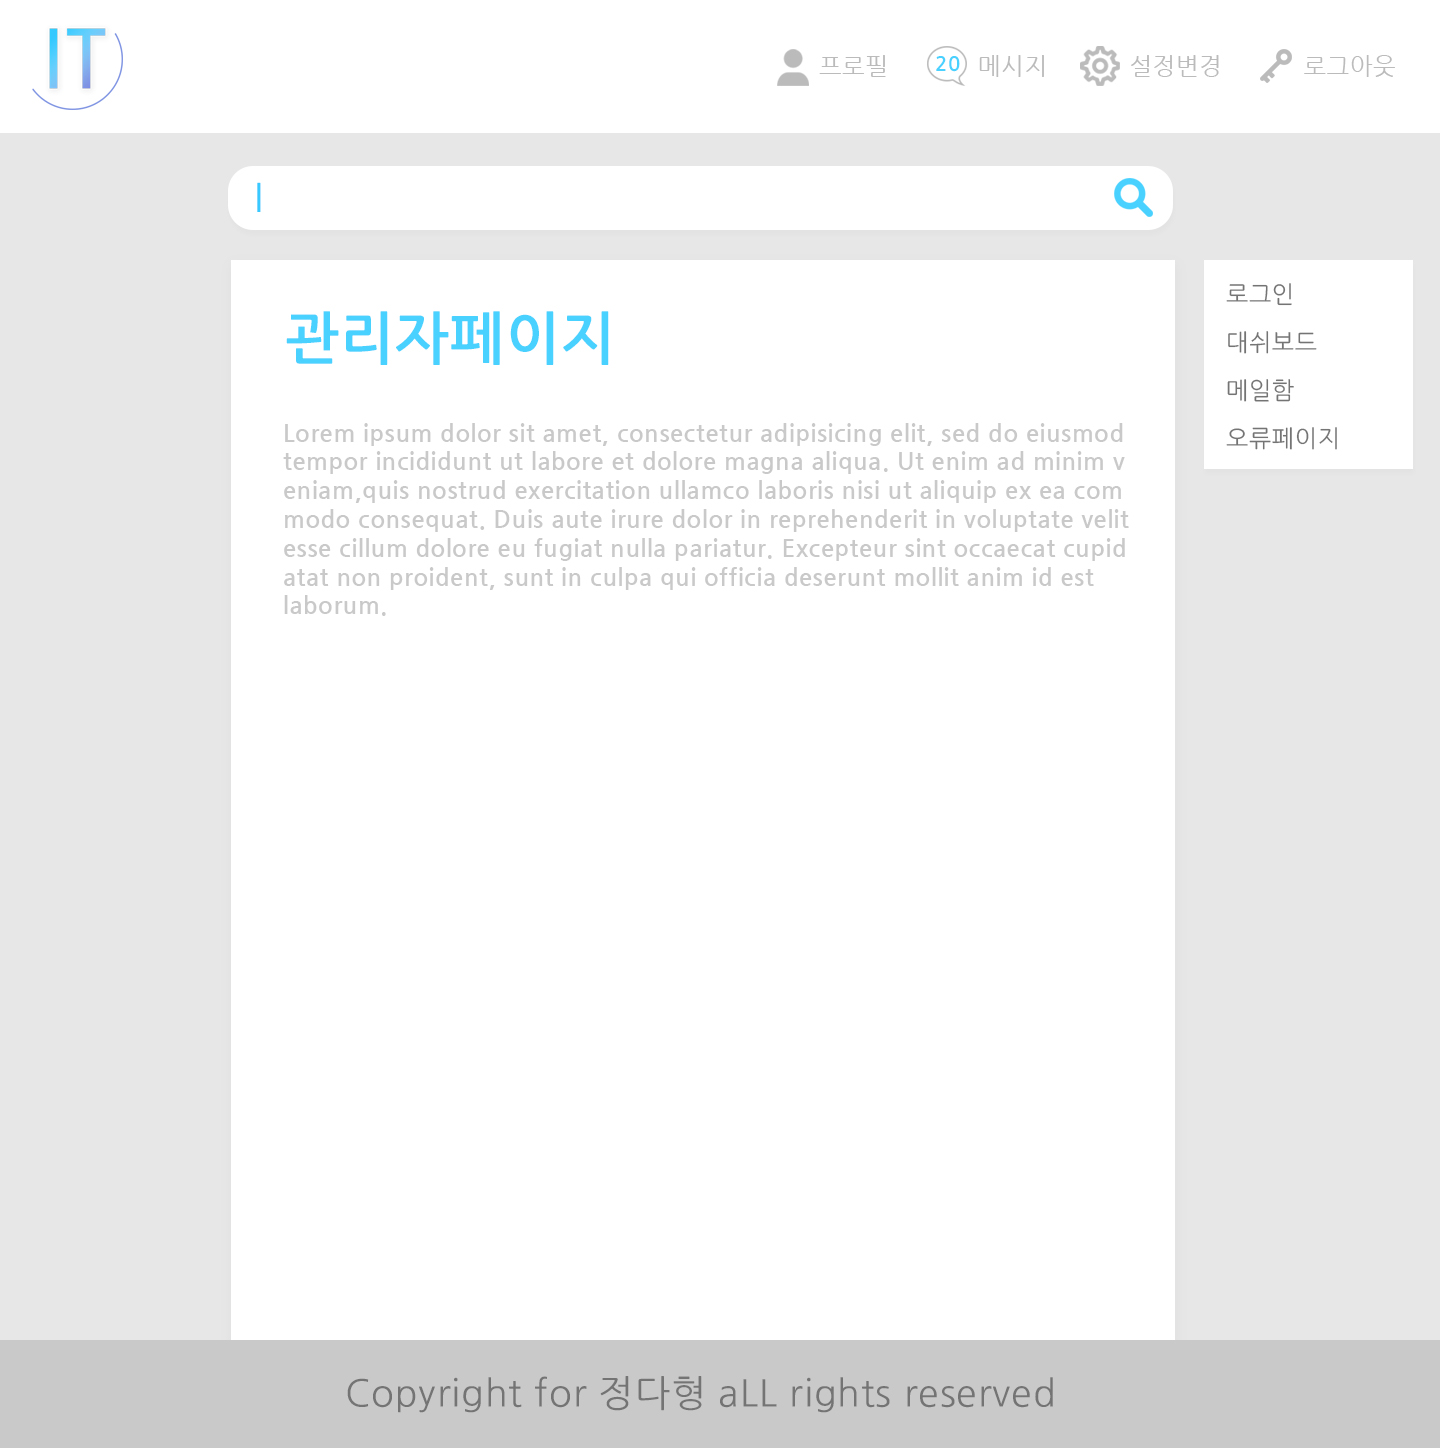 IT
프로필
20
메시지
설정변경
로그아웃
관리자페이지
Lorem ipsum dolor sit amet, consectetur adipisicing elit, sed do eiusmod
tempor incididunt ut labore et dolore magna aliqua. Ut enim ad minim v
eniam,quis nostrud exercitation ullamco laboris nisi ut aliquip ex ea com
modo consequat. Duis aute irure dolor in reprehenderit in voluptate velit
esse cillum dolore eu fugiat nulla pariatur. Excepteur sint occaecat cupid
atat non proident, sunt in culpa qui officia deserunt mollit anim id est
laborum.
로그인
대쉬보드
메일함
오류페이지
Copyright for 정다형 aLL rights reserved